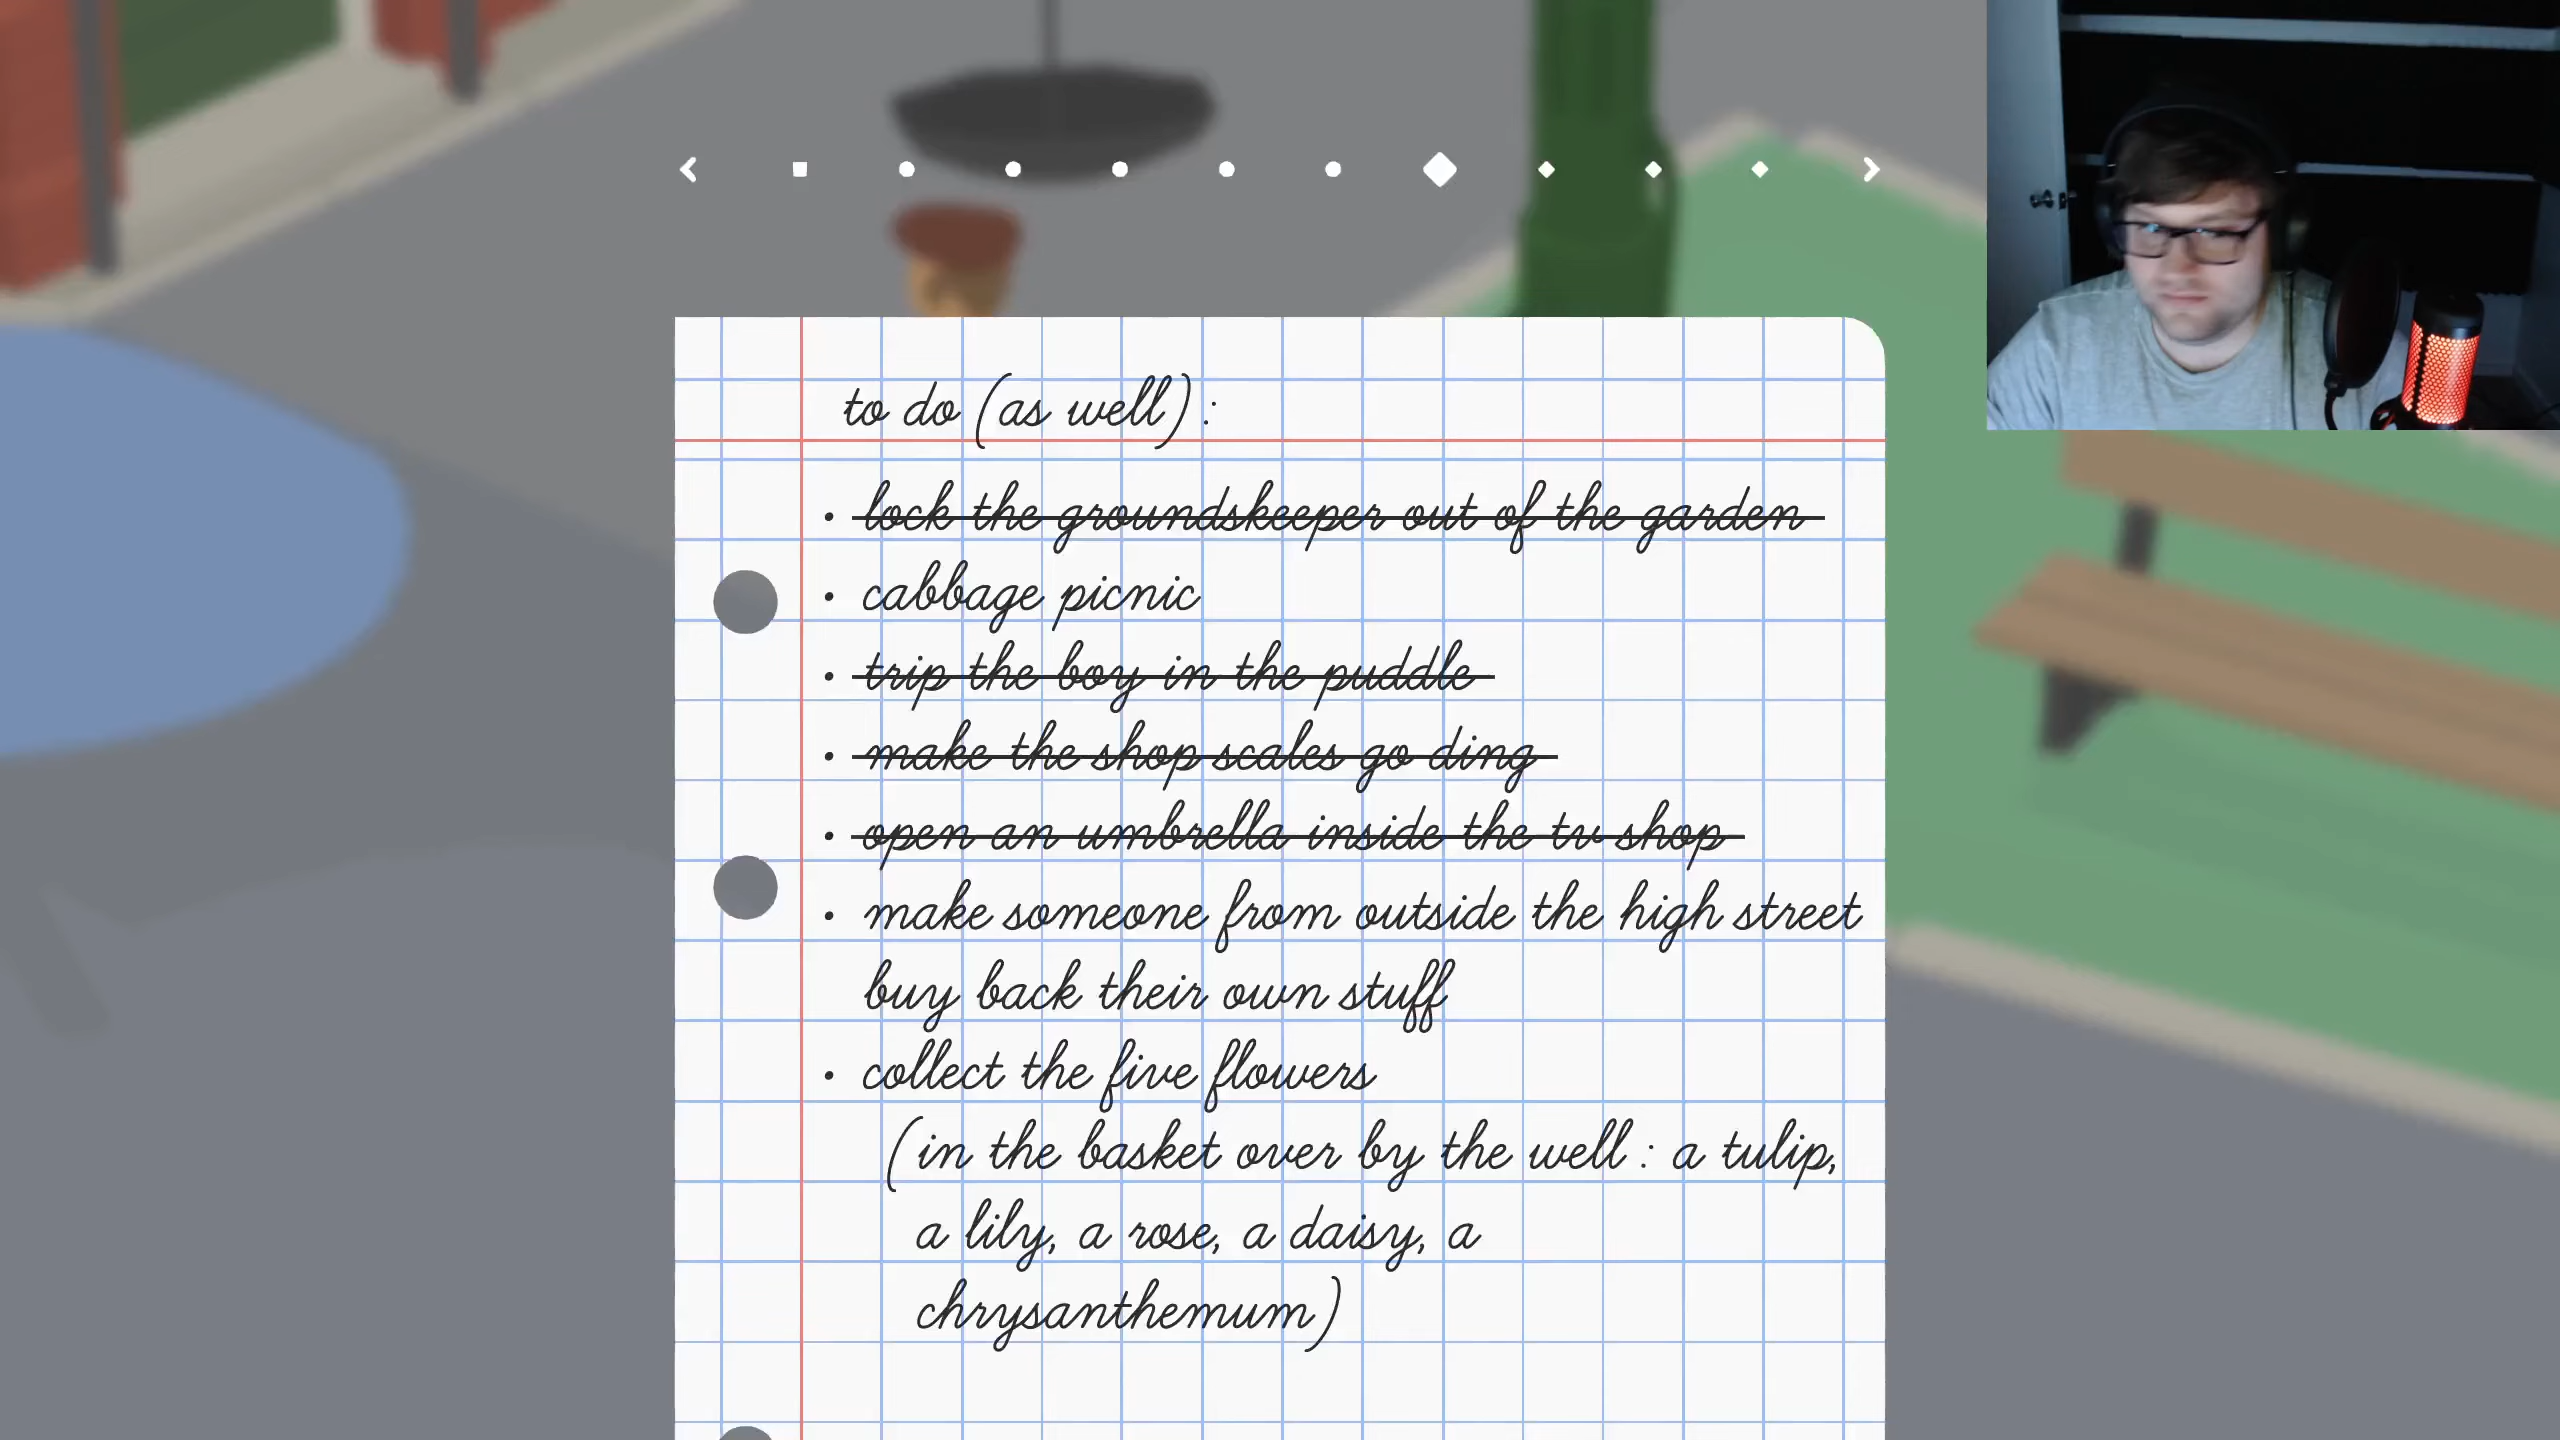 to do (as well) :
• lock the groundskeeper out of the garden
• cabbage picnic
• trip the boy in the puddle
• make the shop scales go ding
• open an umbrella inside the tv shop
• make someone from outside the high street
buy back their own stuff
• collect the five flowers
(in the basket over by the well : a tulip,
a lily, a rose, a daisy, a
chrysanthemum)